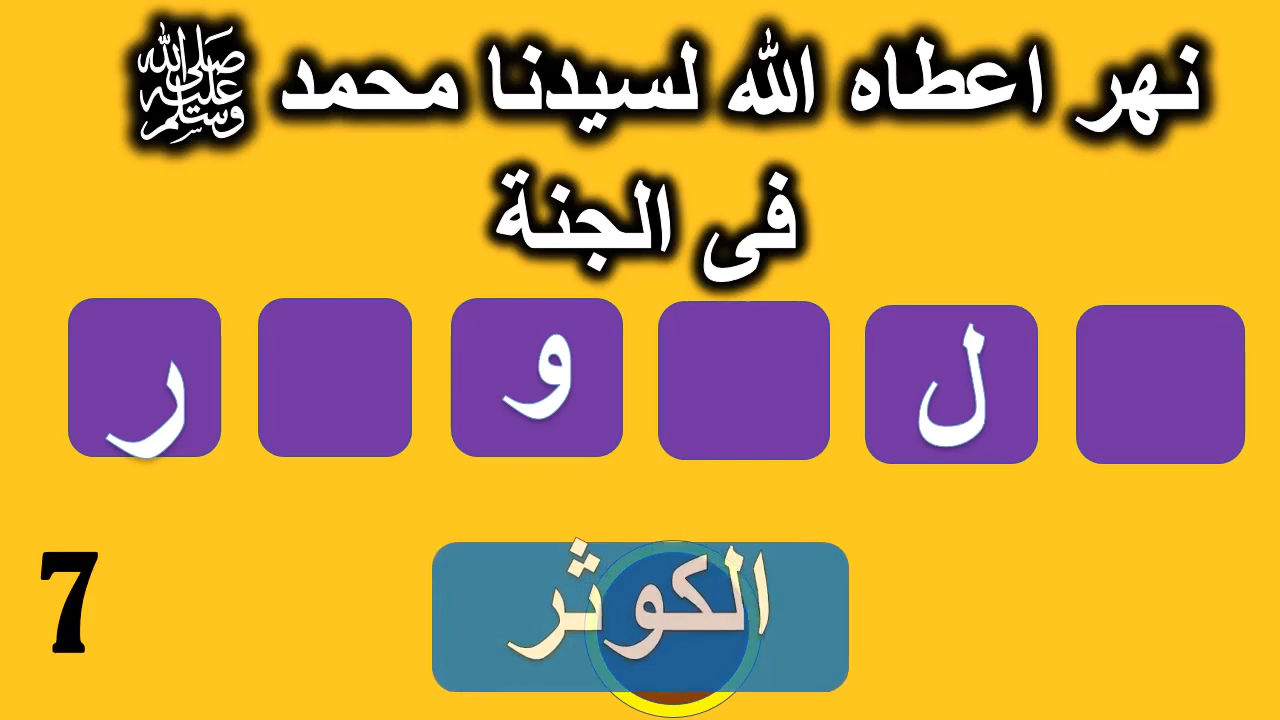 نهر اعطاه الله لسيدنا محمد ﷺ
فى الجنة
ل و ر
الكوثر
7